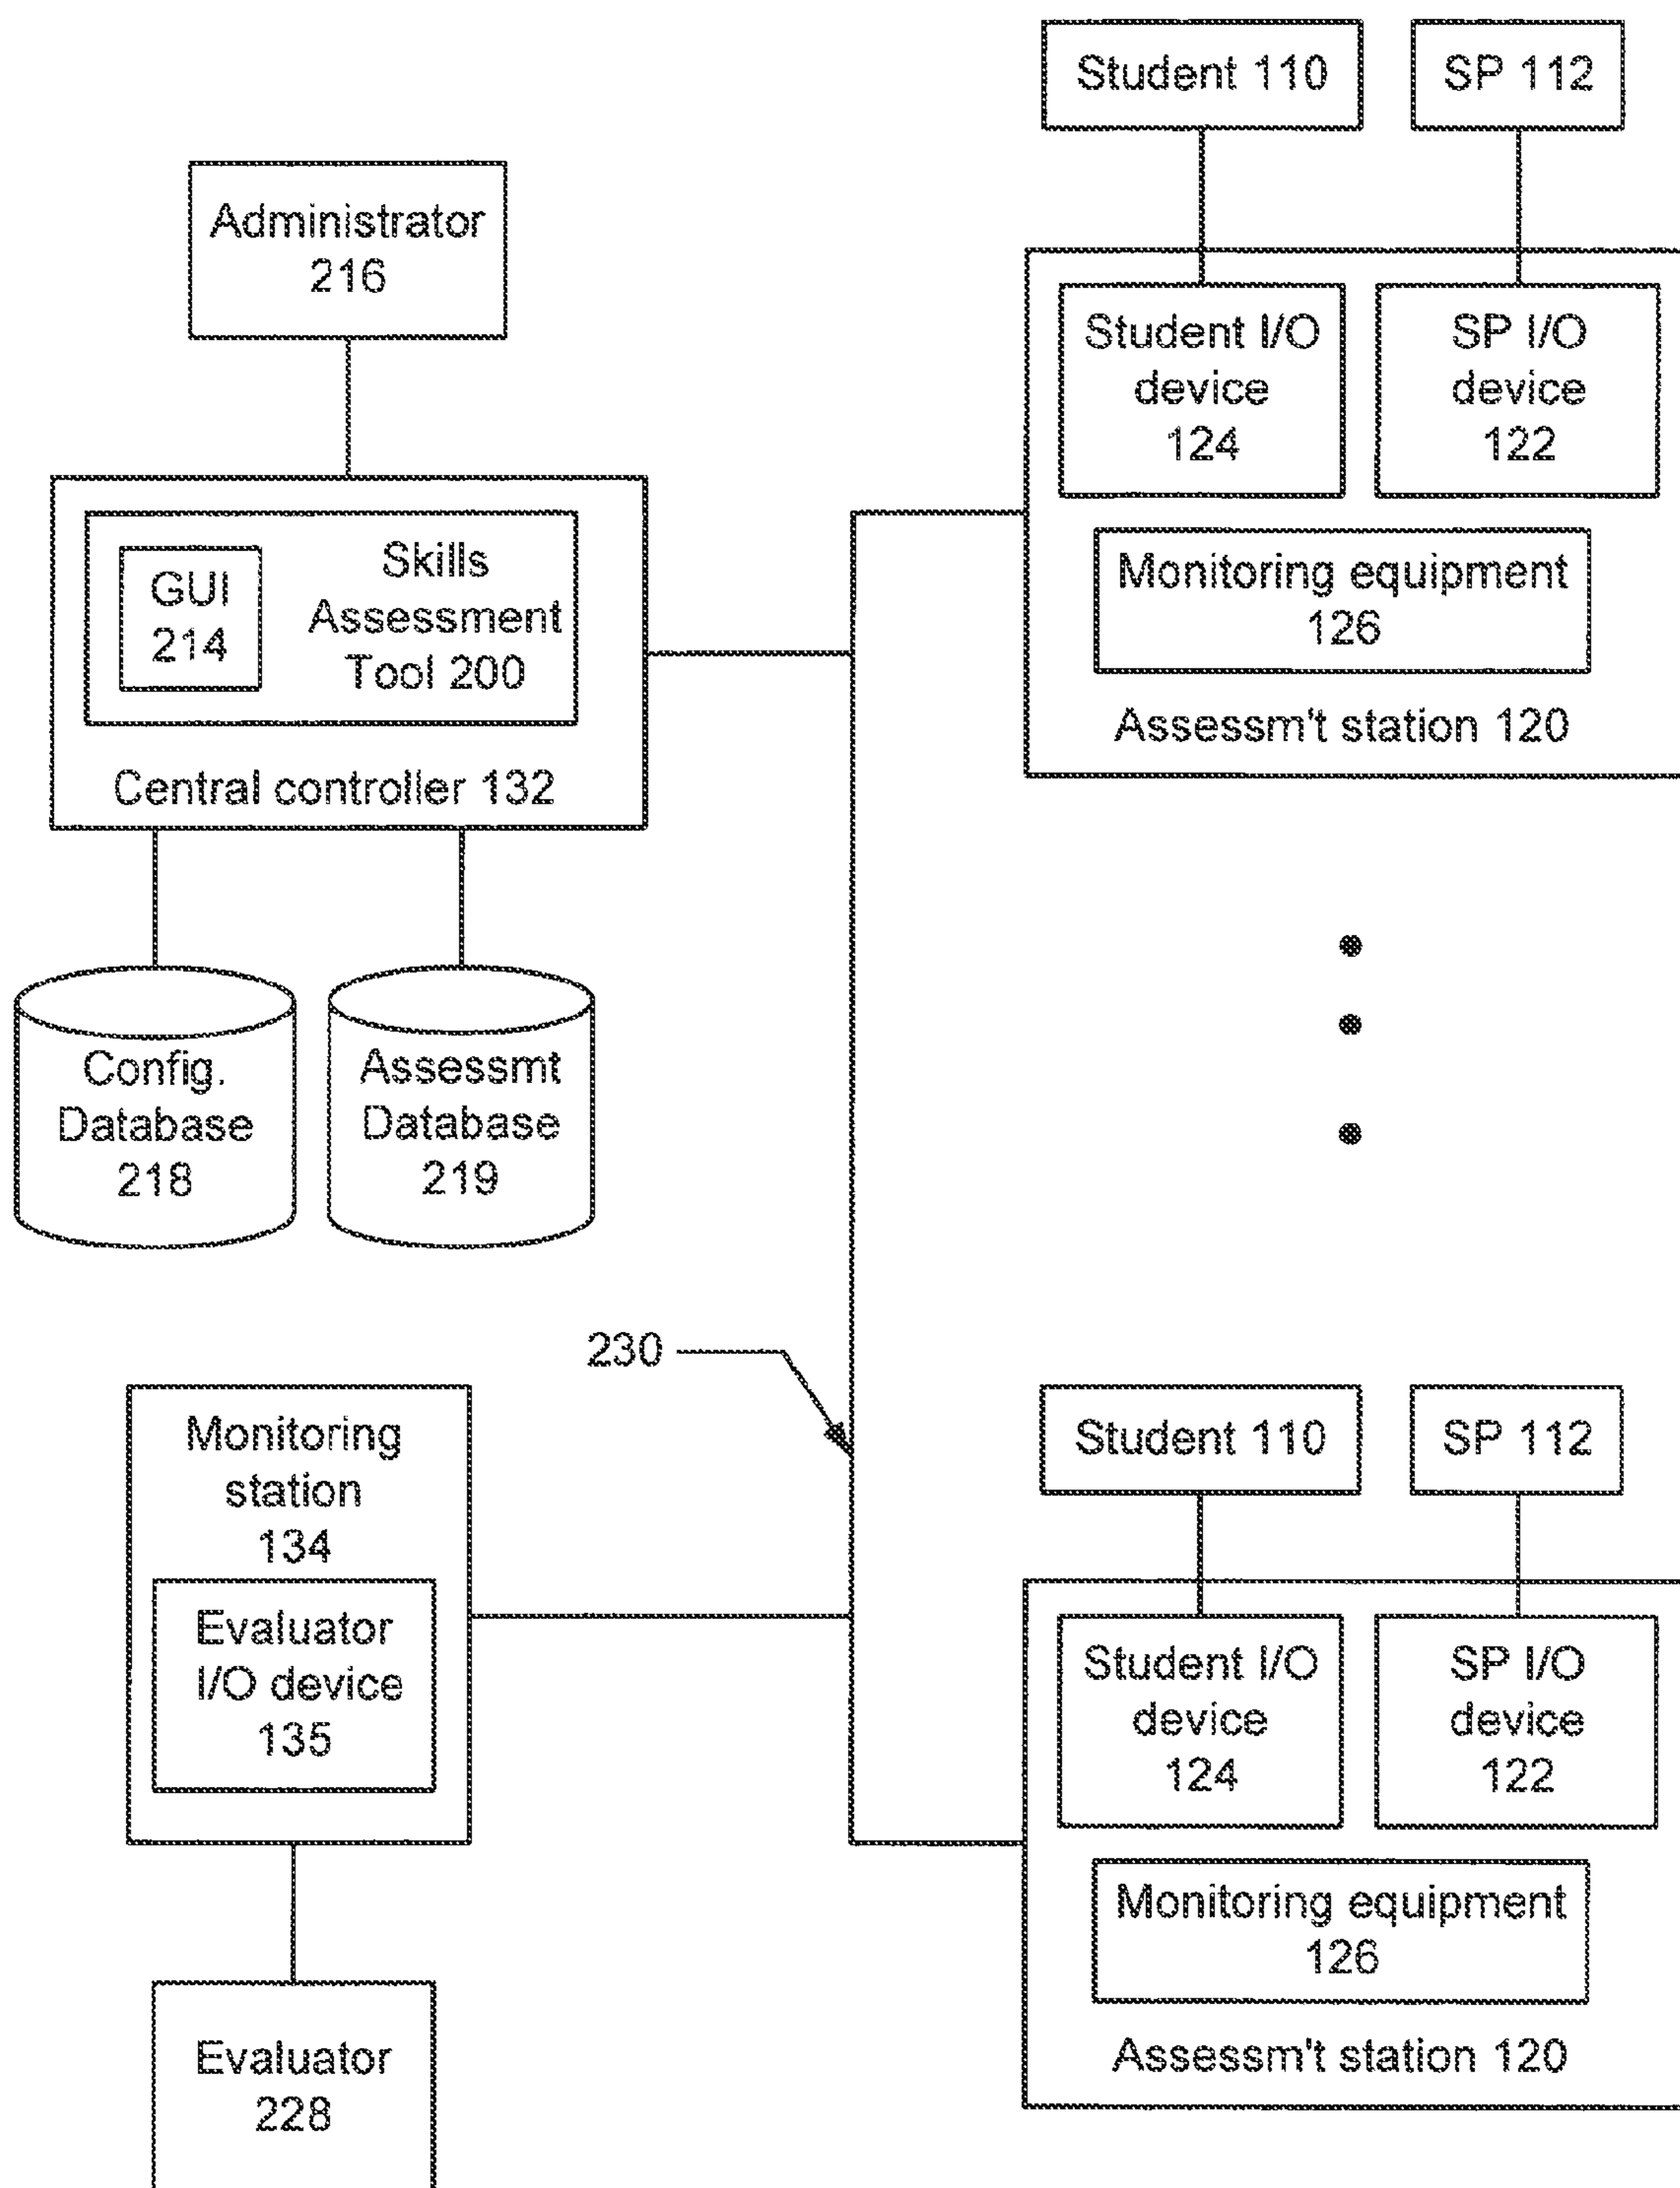 Student 110
SP 112
Administrator
216
Student I/O
device
124
SP I/O
device
122
Monitoring equipment
126
Assessm't station 120
GUI
214
Skills
Assessment
Tool 200
Central controller 132
Config.
Database
218
Assessmt
Database
219
230
Monitoring
station
134
Evaluator
I/O device
135
Evaluator
228
Student 110
SP 112
Student I/O
device
124
SP I/O
device
122
Monitoring equipment
126
Assessm't station 120